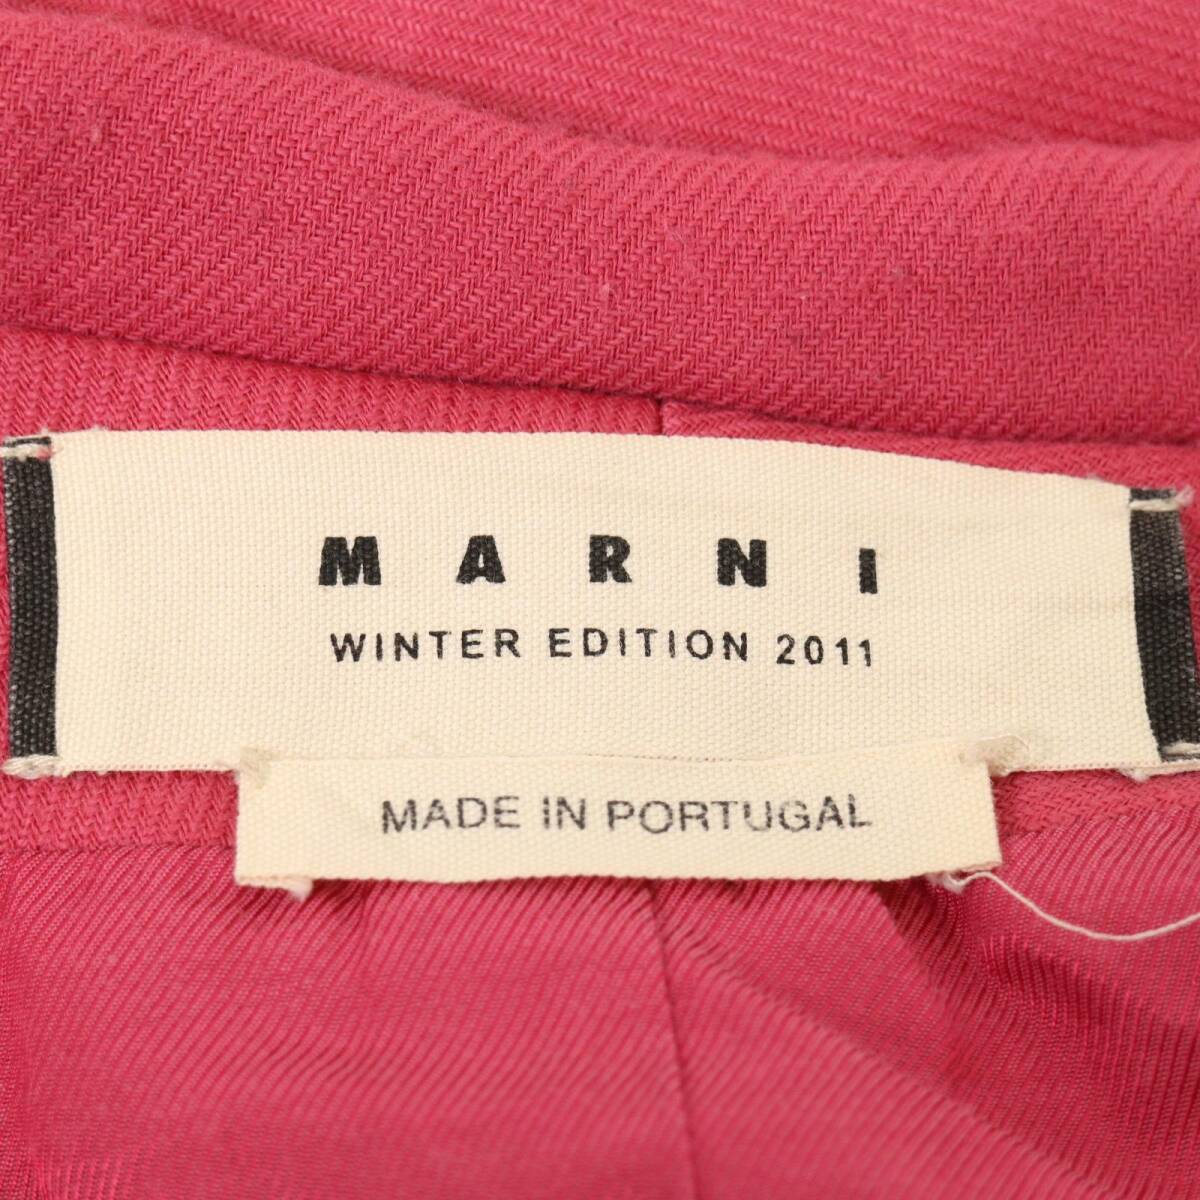 MARNI
WINTER EDITION 2011
MADE IN PORTUGAL